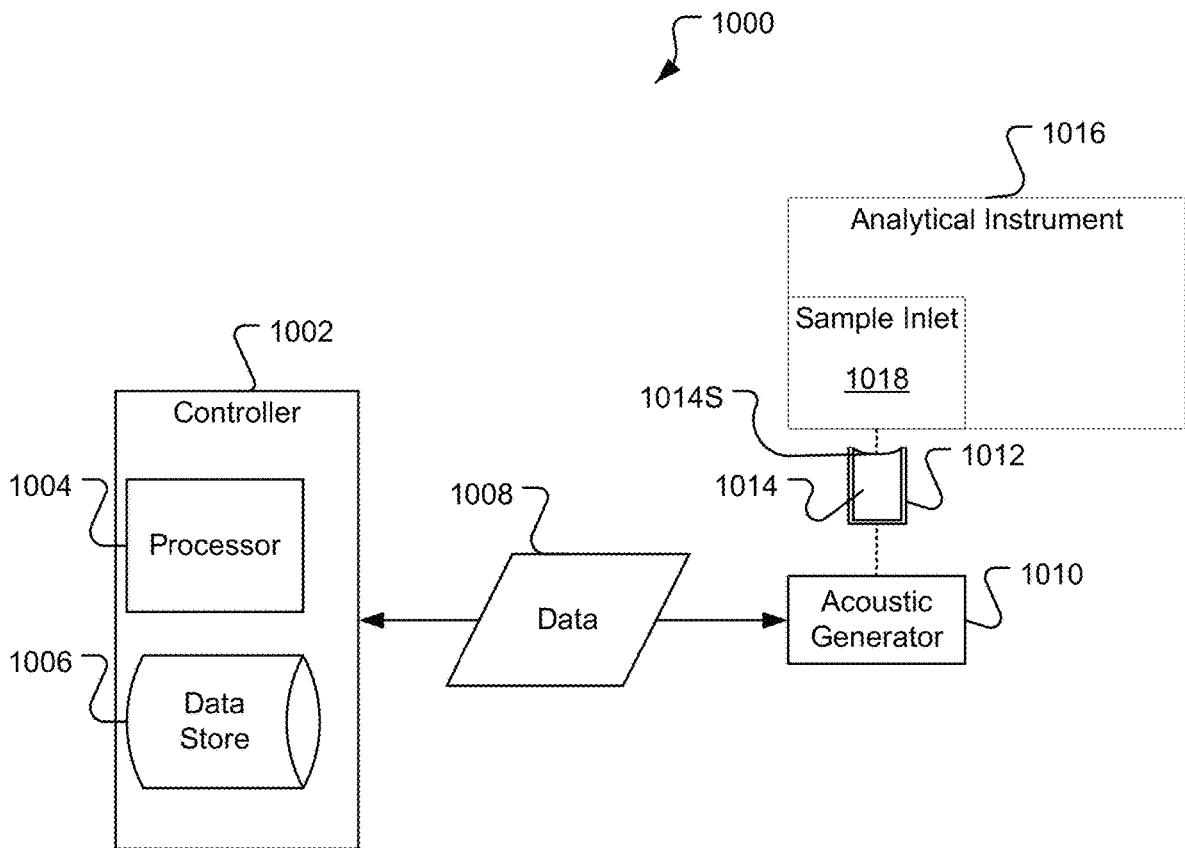 1000
1016
Analytical Instrument
Sample Inlet
1018
1014S
1012
1014
1002
Controller
1004
Processor
1008
Data
1010
Acoustic
Generator
1006
Data
Store